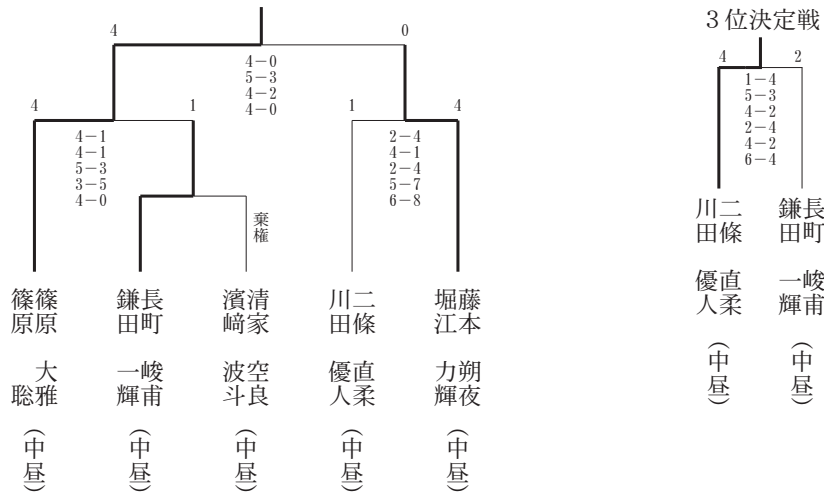 4
0
4-0
5-3
4-2
4-0
4
1
4-1
4-1
5-3
3-5
4-0
1
4
2-4
4-1
2-4
5-7
6-8
棄権
篠原 大雅
篠原 聡
(中昼)
長町 峻甫
鎌田 一輝
(中昼)
清家 空良
濱﨑 波斗
(中昼)
二條 直柔
川田 優人
(中昼)
藤本 朔夜
堀江 力輝
(中昼)
3位決定戦
4
2
1-4
5-3
4-2
2-4
4-2
6-4
二條 直柔
川田 優人
(中昼)
長町 峻甫
鎌田 一輝
(中昼)